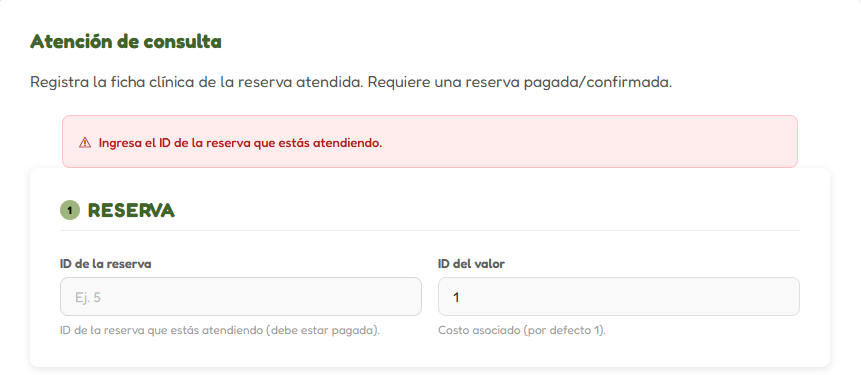 Atención de consulta
Registra la ficha clínica de la reserva atendida. Requiere una reserva pagada/confirmada.
⚠ Ingresa el ID de la reserva que estás atendiendo.
1 RESERVA
ID de la reserva
ID del valor
Ej. 5
1
ID de la reserva que estás atendiendo (debe estar pagada).
Costo asociado (por defecto 1).